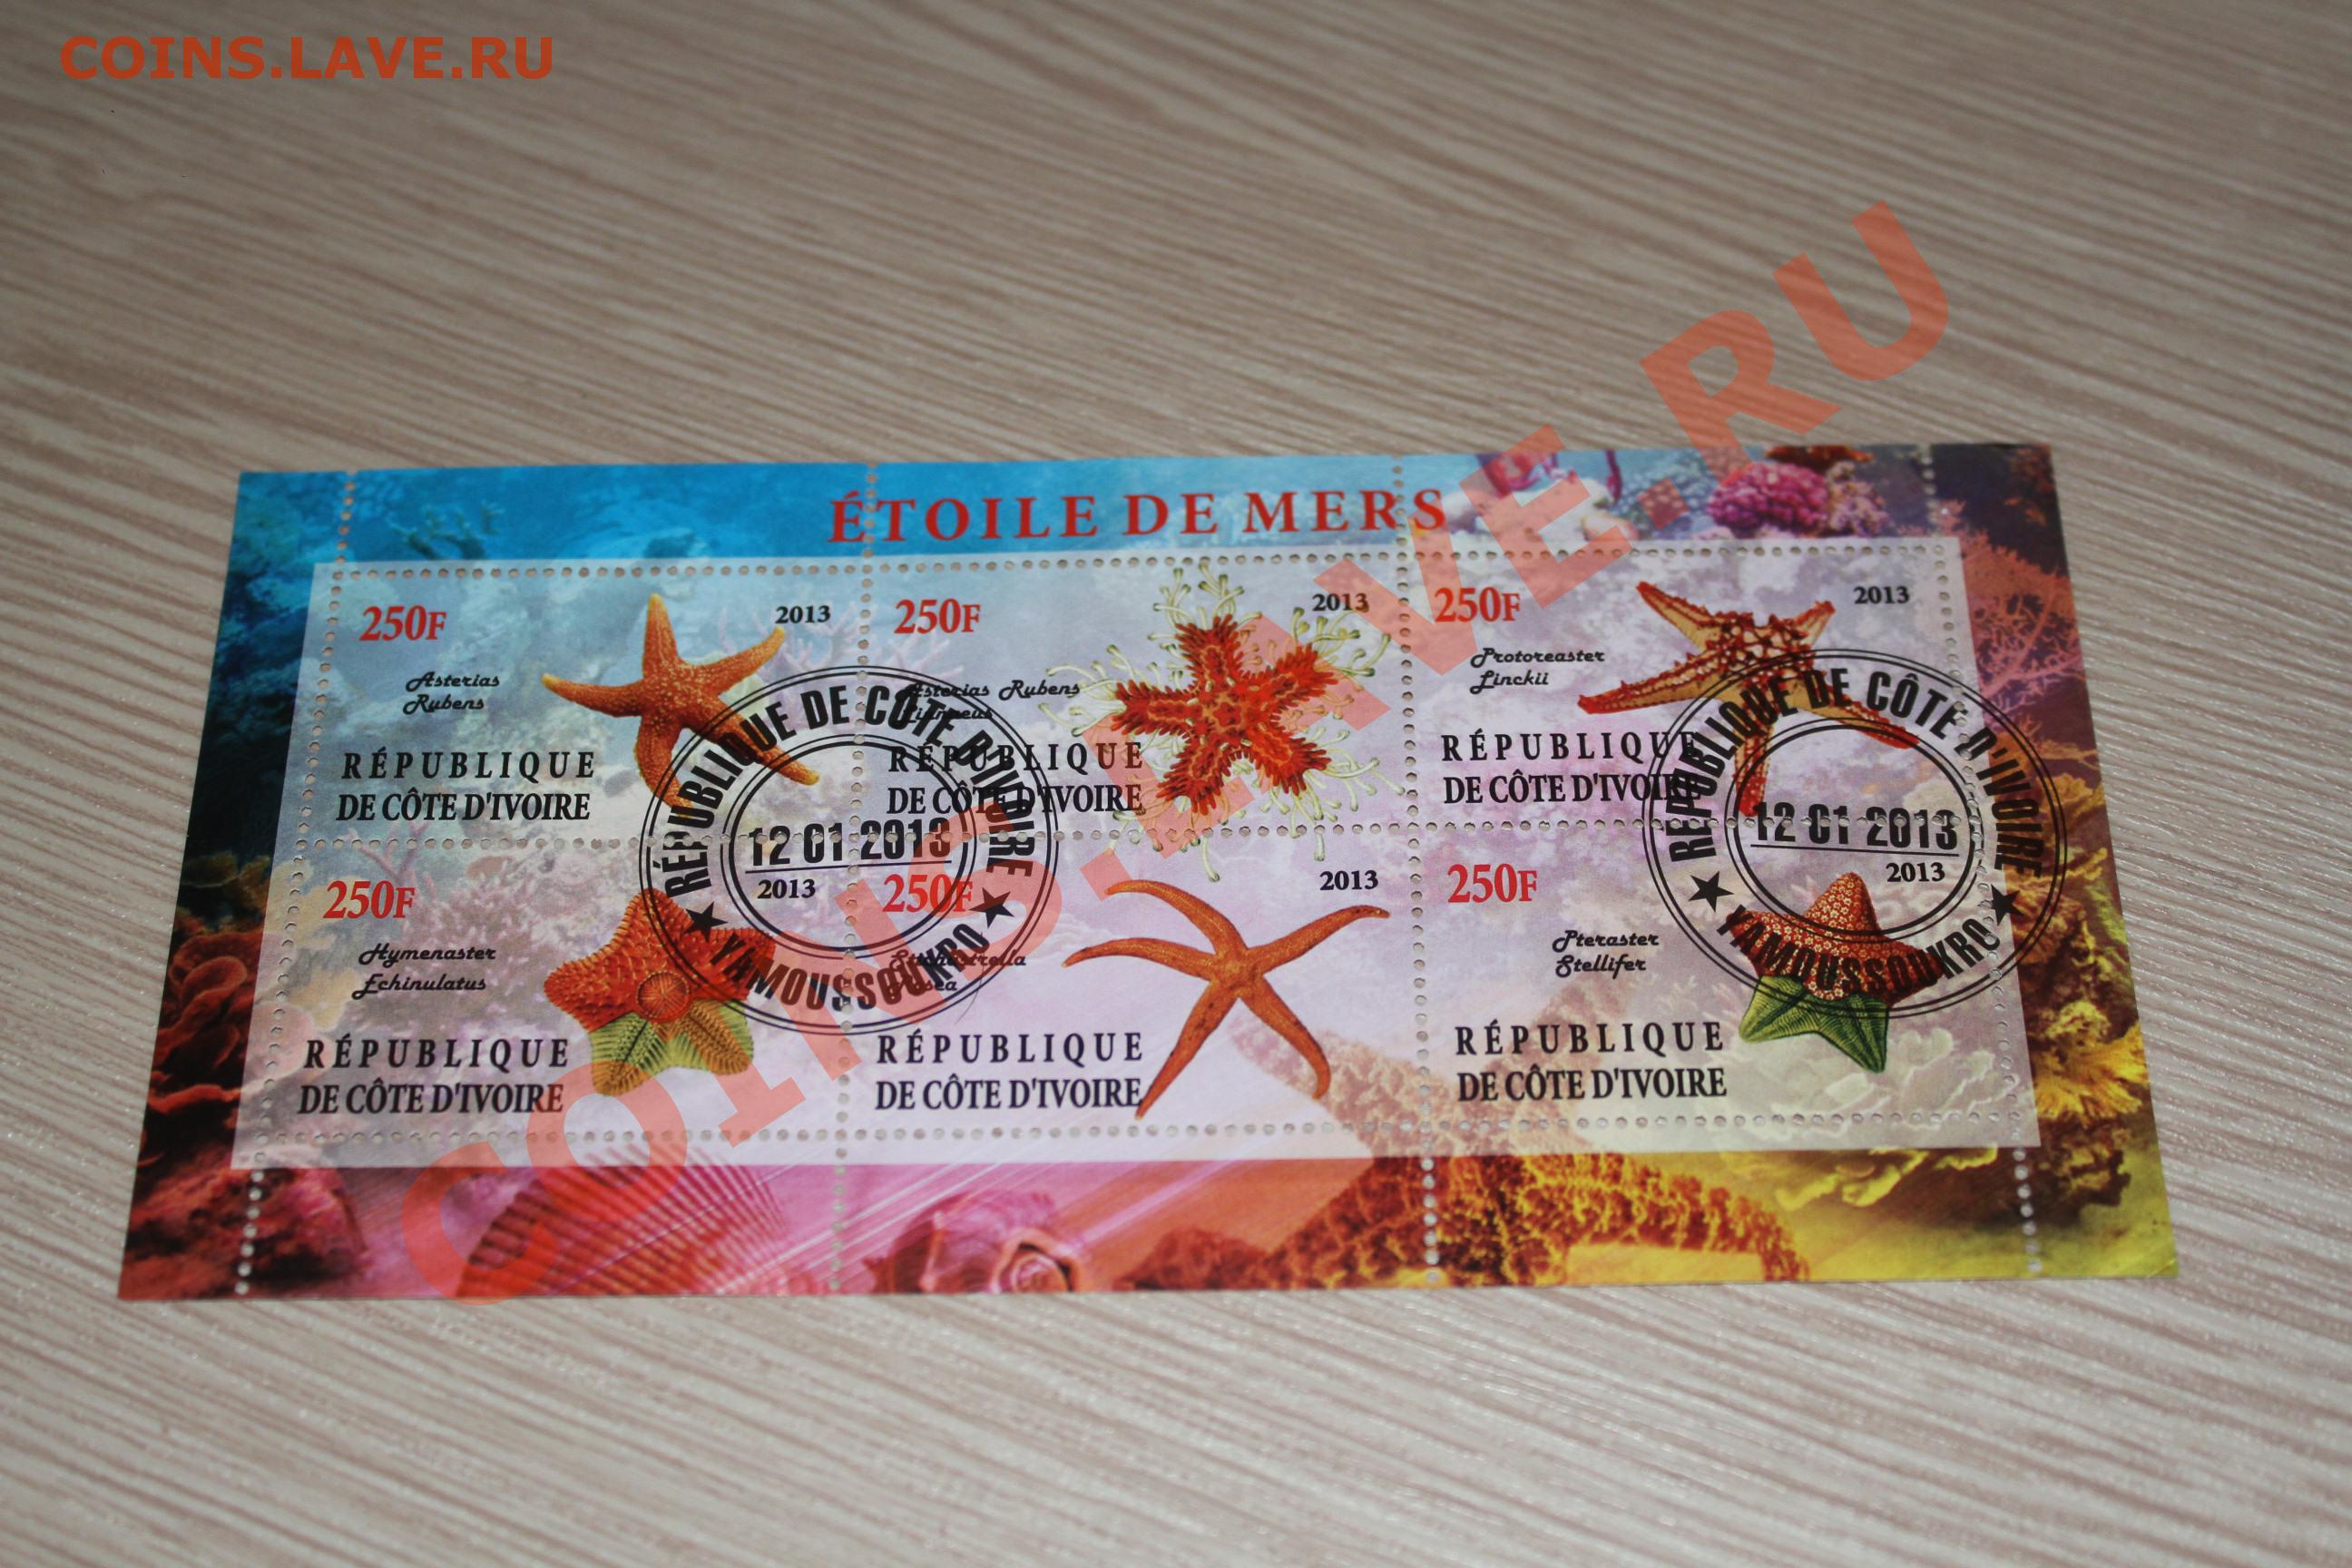 COINS.LAVE.RU
COINS.LAVE.RU
ÉTOILE DE MERS
250F
2013
Asterias
Rubens
RÉPUBLIQUE
DE CÔTE D'IVOIRE
250F
2013
Asterias Rubens
RÉPUBLIQUE
DE CÔTE D'IVOIRE
250F
2013
Protoreaster
Linckii
RÉPUBLIQUE
DE CÔTE D'IVOIRE
250F
2013
Hymenaster
Echinulatus
RÉPUBLIQUE
DE CÔTE D'IVOIRE
250F
2013
RÉPUBLIQUE
DE CÔTE D'IVOIRE
250F
2013
Pteraster
Stellifer
RÉPUBLIQUE
DE CÔTE D'IVOIRE
RÉPUBLIQUE DE CÔTE D'IVOIRE
12 01 2013
YAMOUSSOUKRO
RÉPUBLIQUE DE CÔTE D'IVOIRE
12 01 2013
YAMOUSSOUKRO